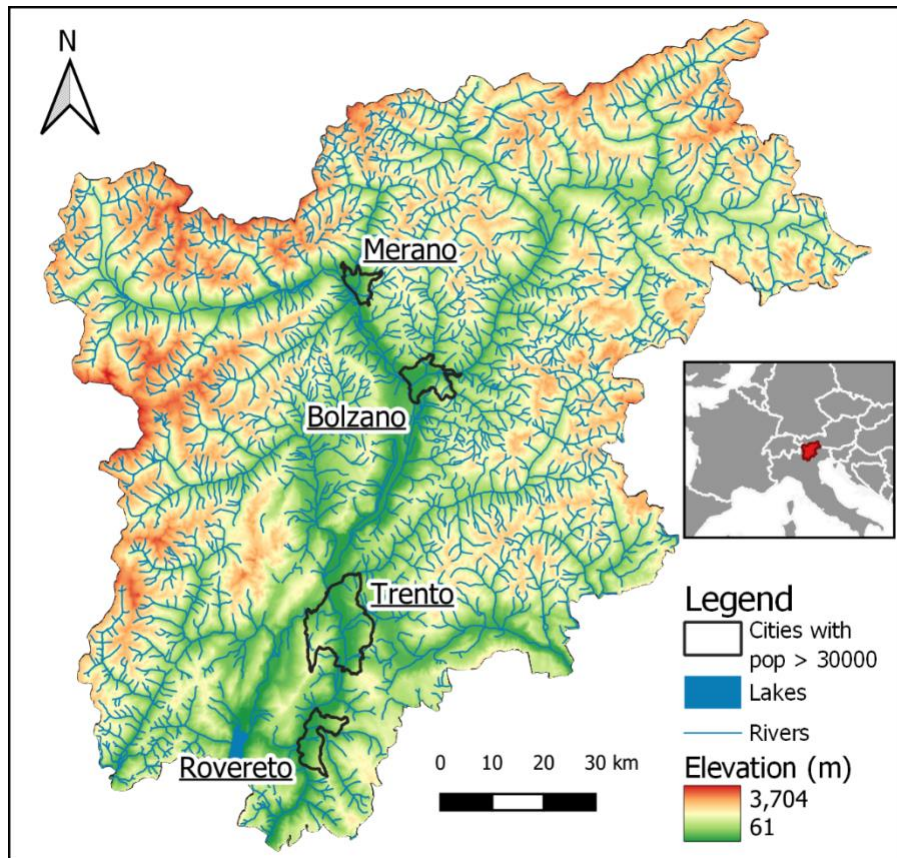 N
Merano
Bolzano
Trento
Rovereto
Legend
Cities with
pop > 30000
Lakes
Rivers
Elevation (m)
3,704
61
0 10 20 30 km